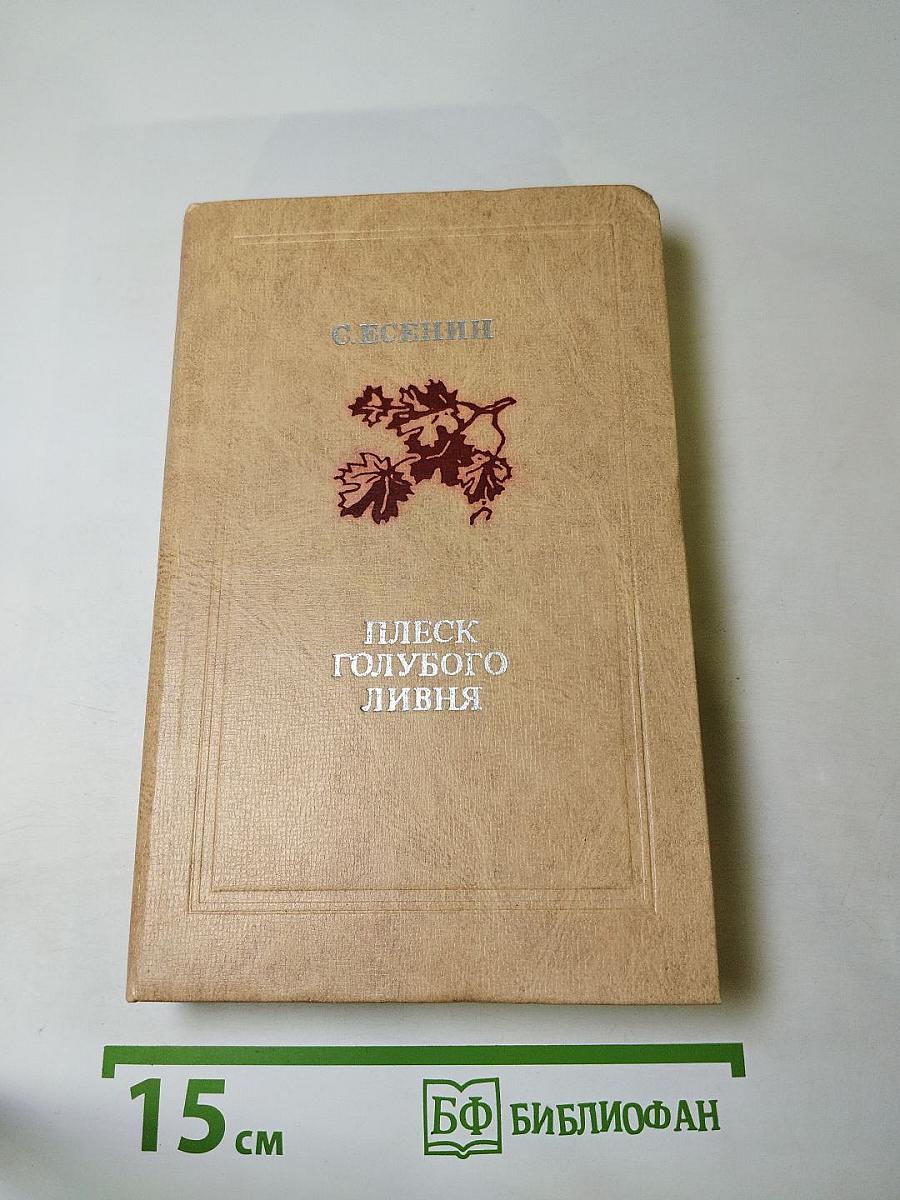 С. ЕСЕНИН
ПЛЕСК
ГОЛУБОГО
ЛИВНЯ
15 см
БФ БИБЛИОФАН